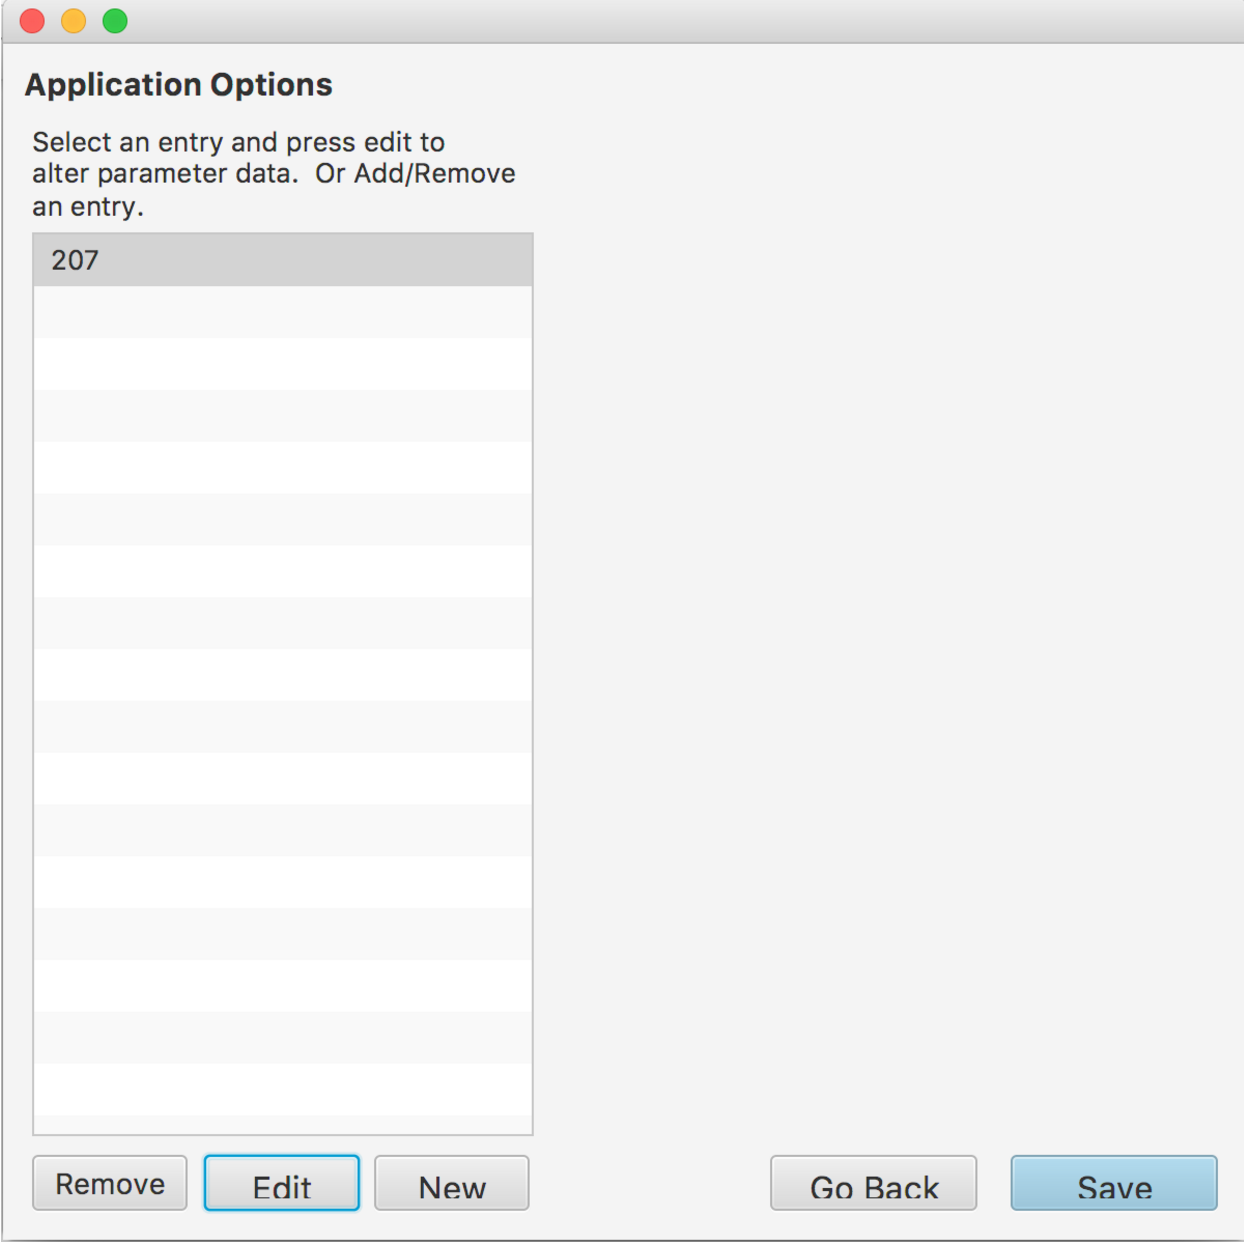 Application Options
Select an entry and press edit to
alter parameter data.  Or Add/Remove
an entry.
207
Remove
Edit
New
Go Back
Save